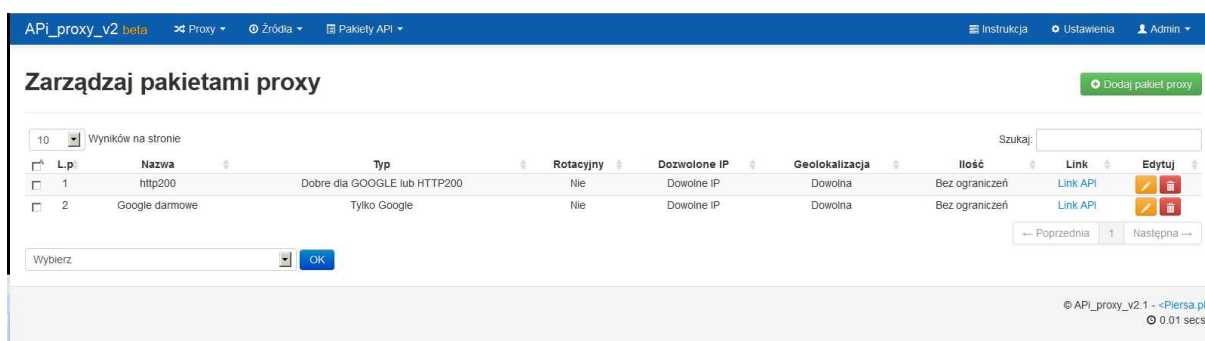 APi_proxy_v2 beta Proxy Źródła Pakiety API Instrukcja Ustawienia Admin
Zarządzaj pakietami proxy
Dodaj pakiet proxy
10 Wyników na stronie Szukaj:
L.p Nazwa Typ Rotacyjny Dozwolone IP Geolokalizacja Ilość Link Edytuj
1 http200 Dobre dla GOOGLE lub HTTP200 Nie Dowolne IP Dowolna Bez ograniczeń Link API
2 Google darmowe Tylko Google Nie Dowolne IP Dowolna Bez ograniczeń Link API
← Poprzednia 1 Następna →
Wybierz OK
© APi_proxy_v2.1 - <Piersa.pl
0.01 secs